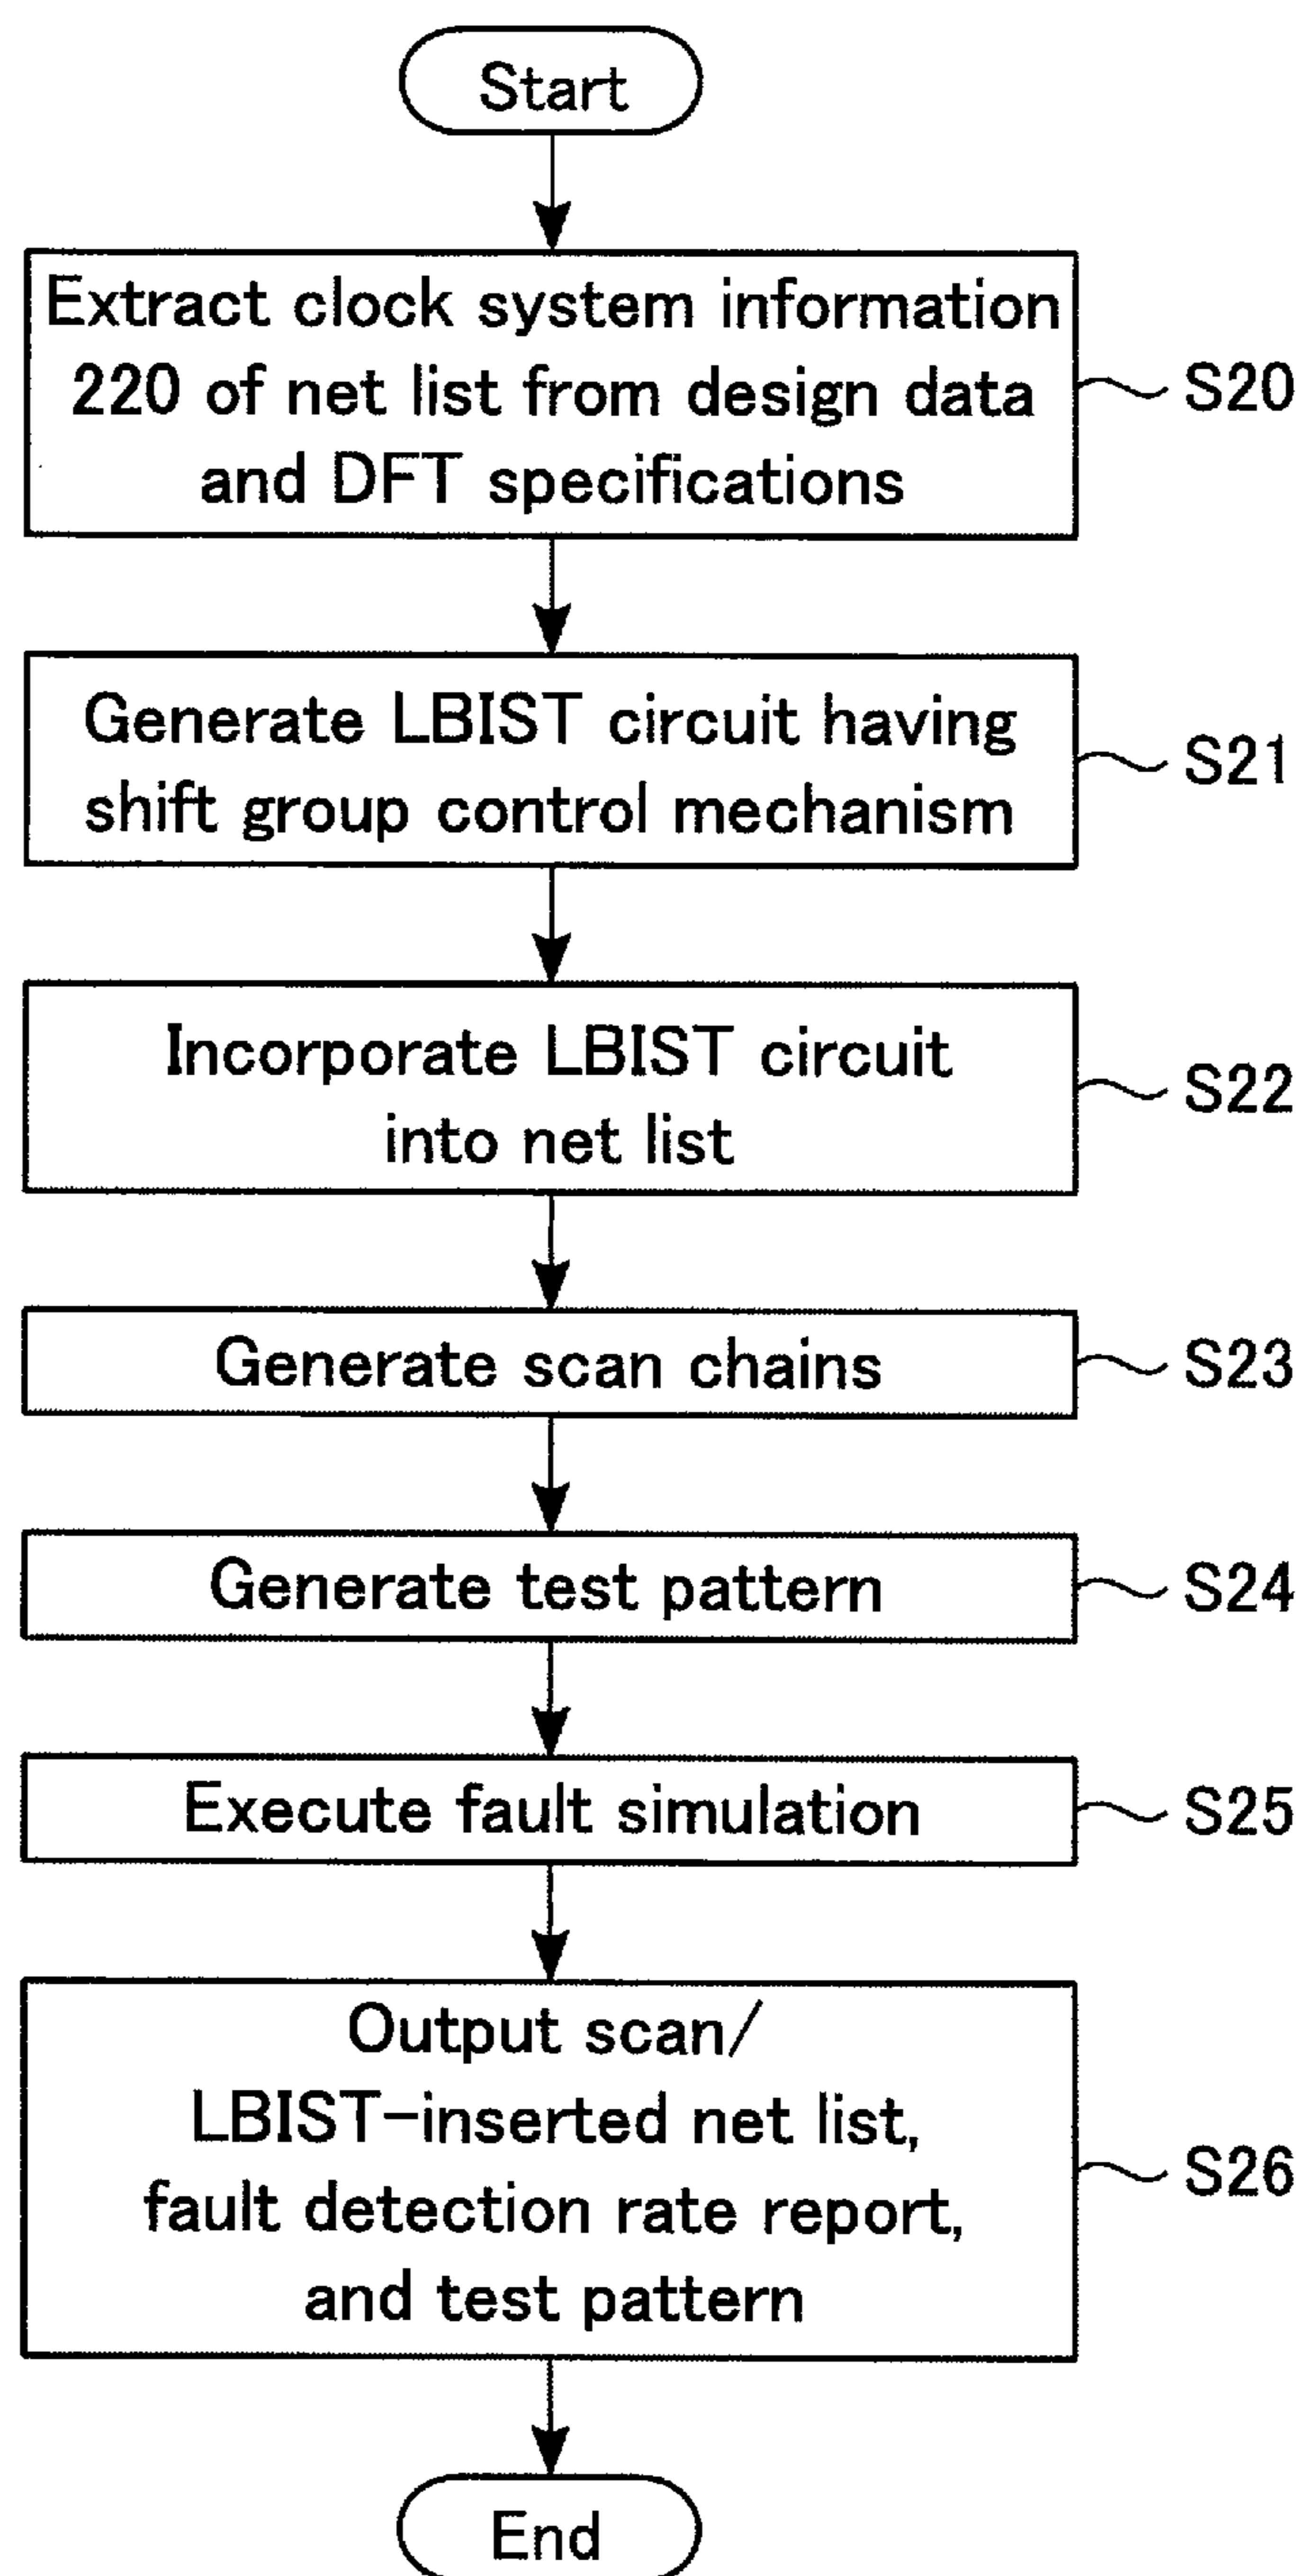 Start
Extract clock system information
220 of net list from design data
and DFT specifications
S20
Generate LBIST circuit having
shift group control mechanism
S21
Incorporate LBIST circuit
into net list
S22
Generate scan chains
S23
Generate test pattern
S24
Execute fault simulation
S25
Output scan/
LBIST-inserted net list,
fault detection rate report,
and test pattern
S26
End